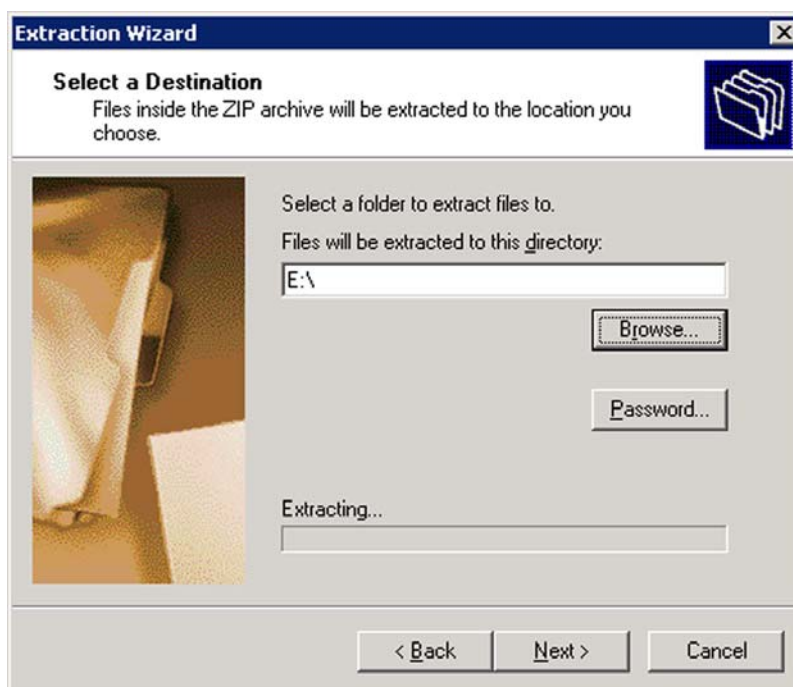 Extraction Wizard
Select a Destination
Files inside the ZIP archive will be extracted to the location you
choose.
Select a folder to extract files to.
Files will be extracted to this directory:
E:\
Browse...
Password...
Extracting...
< Back
Next >
Cancel